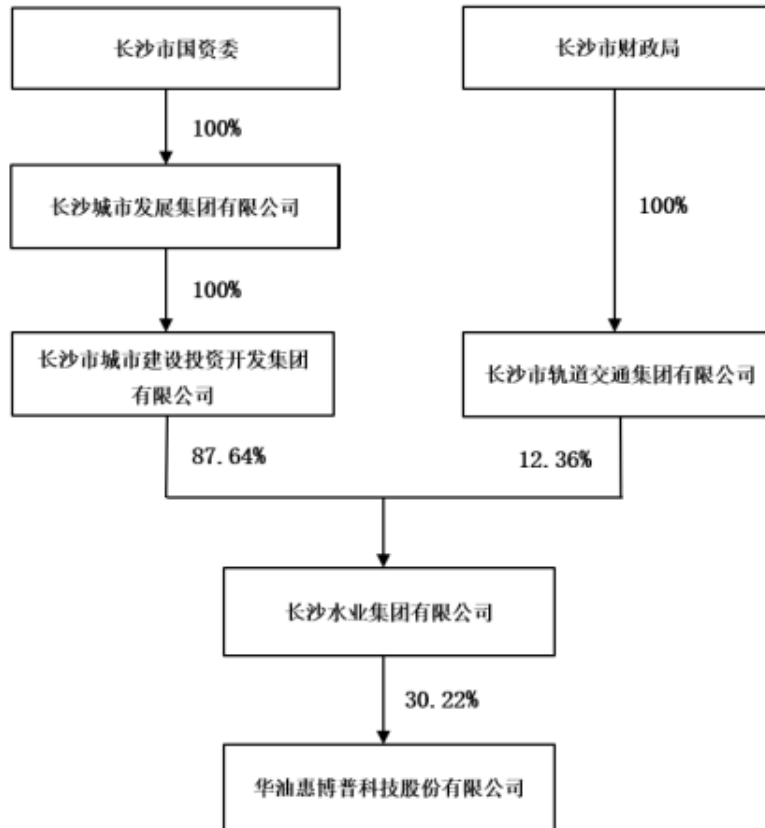 长沙市国资委
长沙市财政局
100%
长沙城市发展集团有限公司
100%
100%
长沙市城市建设投资开发集团
有限公司
长沙市轨道交通集团有限公司
87.64%
12.36%
长沙水业集团有限公司
30.22%
华油惠博普科技股份有限公司